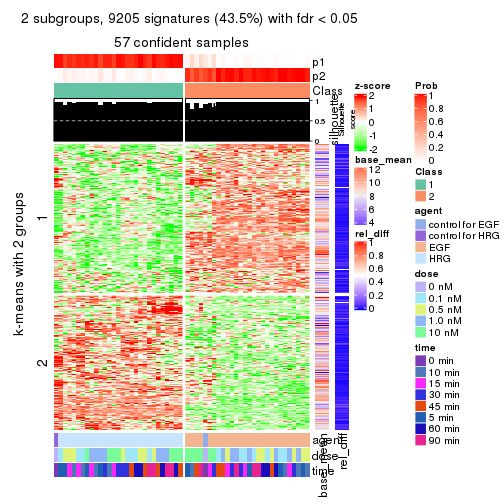 2 subgroups, 9205 signatures (43.5%) with fdr < 0.05
57 confident samples
p1
p2
Class
silhouette
Silhouette
score
1
0.5
0
k-means with 2 groups
1
2
agent
dose
time
base_mean
rel_diff
z-score
2
1
0
-1
-2
base_mean
12
10
8
6
4
rel_diff
1
0.8
0.6
0.4
0.2
0
Prob
1
0.8
0.6
0.4
0.2
0
Class
1
2
agent
control for EGF
control for HRG
EGF
HRG
dose
0 nM
0.1 nM
0.5 nM
1.0 nM
10 nM
time
0 min
10 min
15 min
30 min
45 min
5 min
60 min
90 min